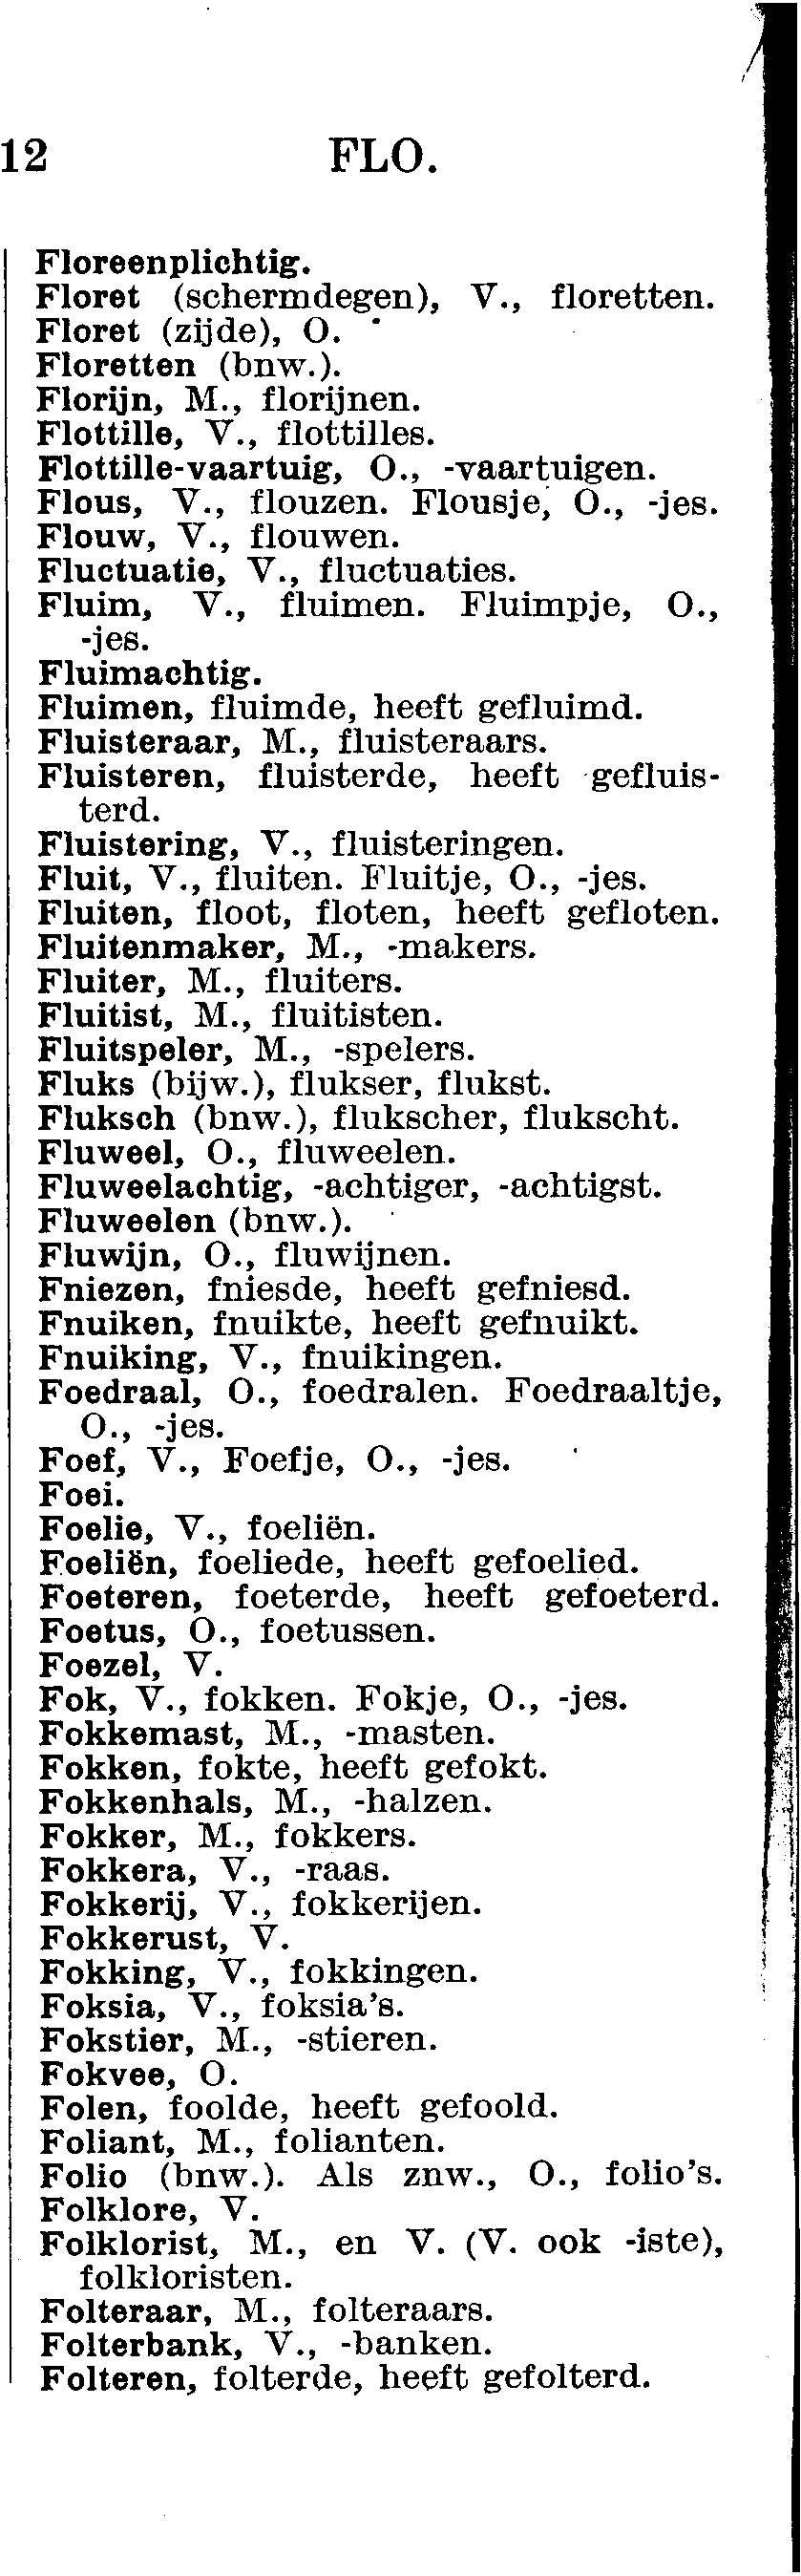 12 FLO.
Floreenplichtig.
Floret (schermdegen), V., floretten.
Floret (zijde), O.
Floretten (bnw.).
Florijn, M., florijnen.
Flottille, V., flottilles.
Flottille-vaartuig, O., -vaartuigen.
Flous, V., flouzen. Flousje, O., -jes.
Flouw, V., flouwen.
Fluctuatie, V., fluctuaties.
Fluim, V., fluimen. Fluimpje, O.,
-jes.
Fluimachtig.
Fluimen, fluimde, heeft gefluimd.
Fluisteraar, M., fluisteraars.
Fluisteren, fluisterde, heeft gefluis-
terd.
Fluistering, V., fluisteringen.
Fluit, V., fluiten. Fluitje, O., -jes.
Fluiten, floot, floten, heeft gefloten.
Fluitenmaker, M., -makers.
Fluiter, M., fluiters.
Fluitist, M., fluitisten.
Fluitspeler, M., -spelers.
Fluks (bijw.), flukser, flukst.
Fluksch (bnw.), flukscher, flukscht.
Fluweel, O., fluweelen.
Fluweelachtig, -achtiger, -achtigst.
Fluweelen (bnw.).
Fluwijn, O., fluwijnen.
Fniezen, fniesde, heeft gefniesd.
Fnuiken, fnuikte, heeft gefnuikt.
Fnuiking, V., fnuikingen.
Foedraal, O., foedralen. Foedraaltje,
O., -jes.
Foef, V., Foefje, O., -jes.
Foei.
Foelie, V., foeliën.
Foeliën, foeliede, heeft gefoelied.
Foeteren, foeterde, heeft gefoeterd.
Foetus, O., foetussen.
Foezel, V.
Fok, V., fokken. Fokje, O., -jes.
Fokkemast, M., -masten.
Fokken, fokte, heeft gefokt.
Fokkenhals, M., -halzen.
Fokker, M., fokkers.
Fokkera, V., -raas.
Fokkerij, V., fokkerijen.
Fokkerust, V.
Fokking, V., fokkingen.
Foksia, V., foksia's.
Fokstier, M., -stieren.
Fokvee, O.
Folen, foolde, heeft gefoold.
Foliant, M., folianten.
Folio (bnw.). Als znw., O., folio's.
Folklore, V.
Folklorist, M., en V. (V. ook -iste),
folkloristen.
Folteraar, M., folteraars.
Folterbank, V., -banken.
Folteren, folterde, heeft gefolterd.